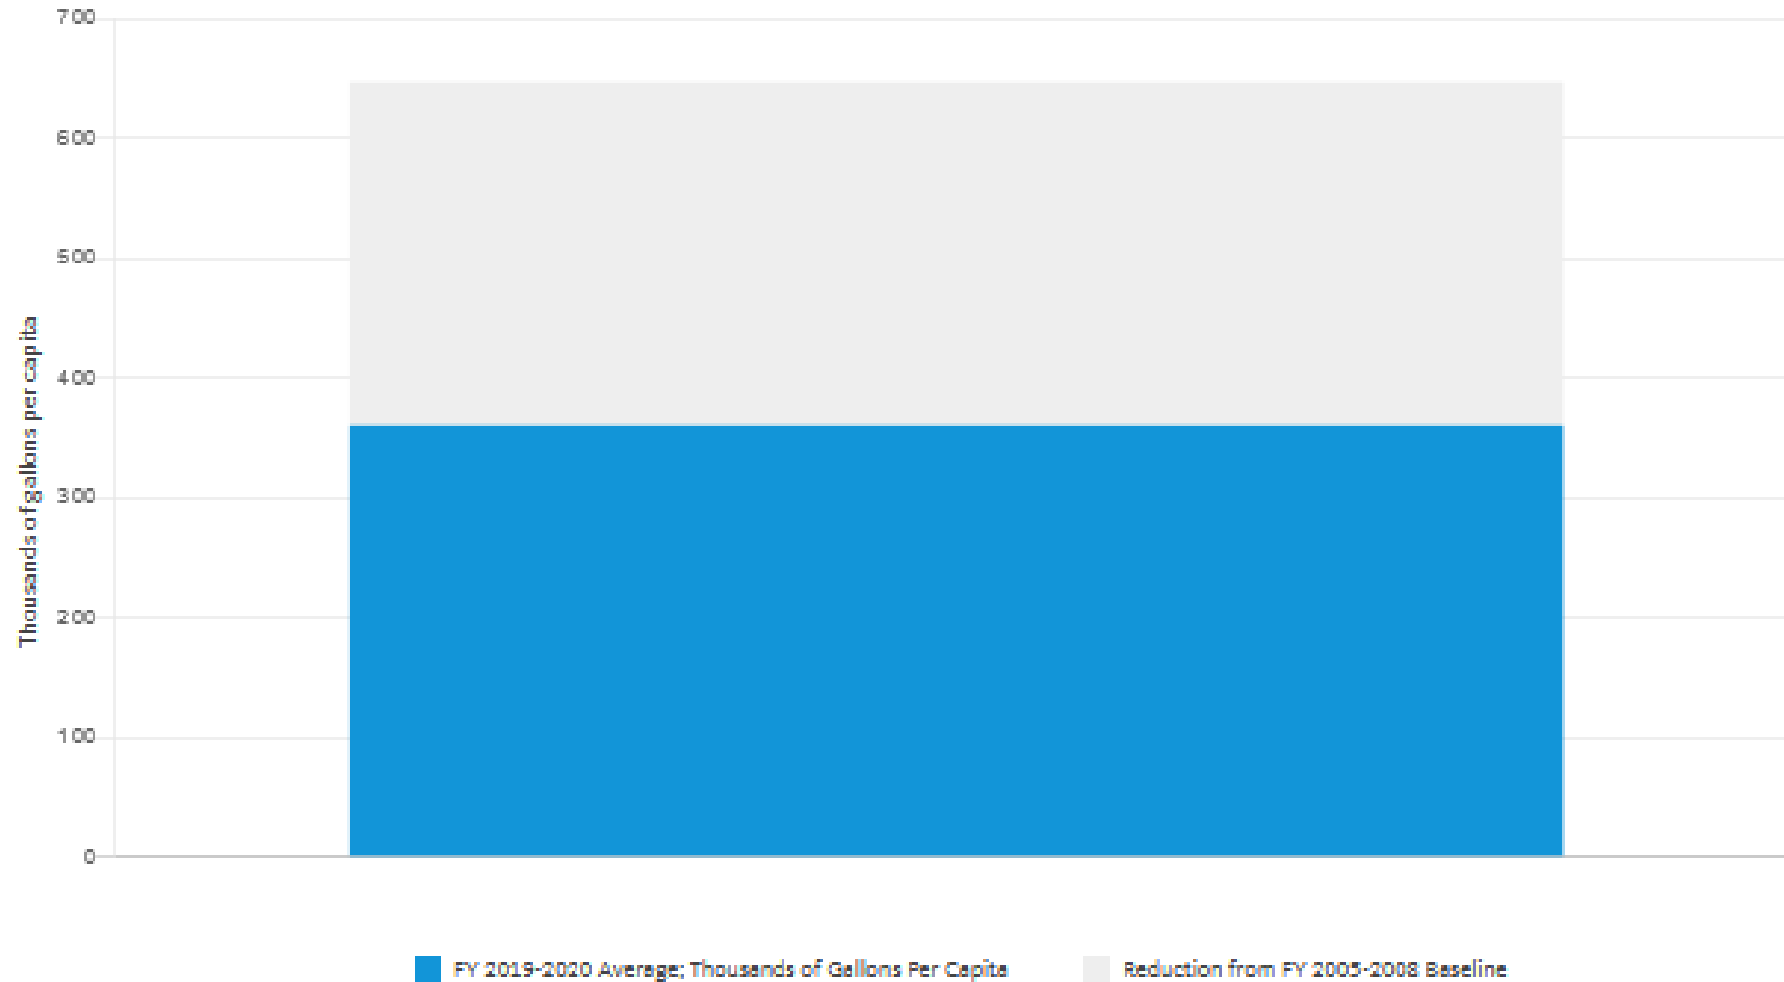 700
600
500
400
300
200
100
0
Thousands of gallons per capita
FY 2019-2020 Average; Thousands of Gallons Per Capita
Reduction from FY 2005-2008 Baseline